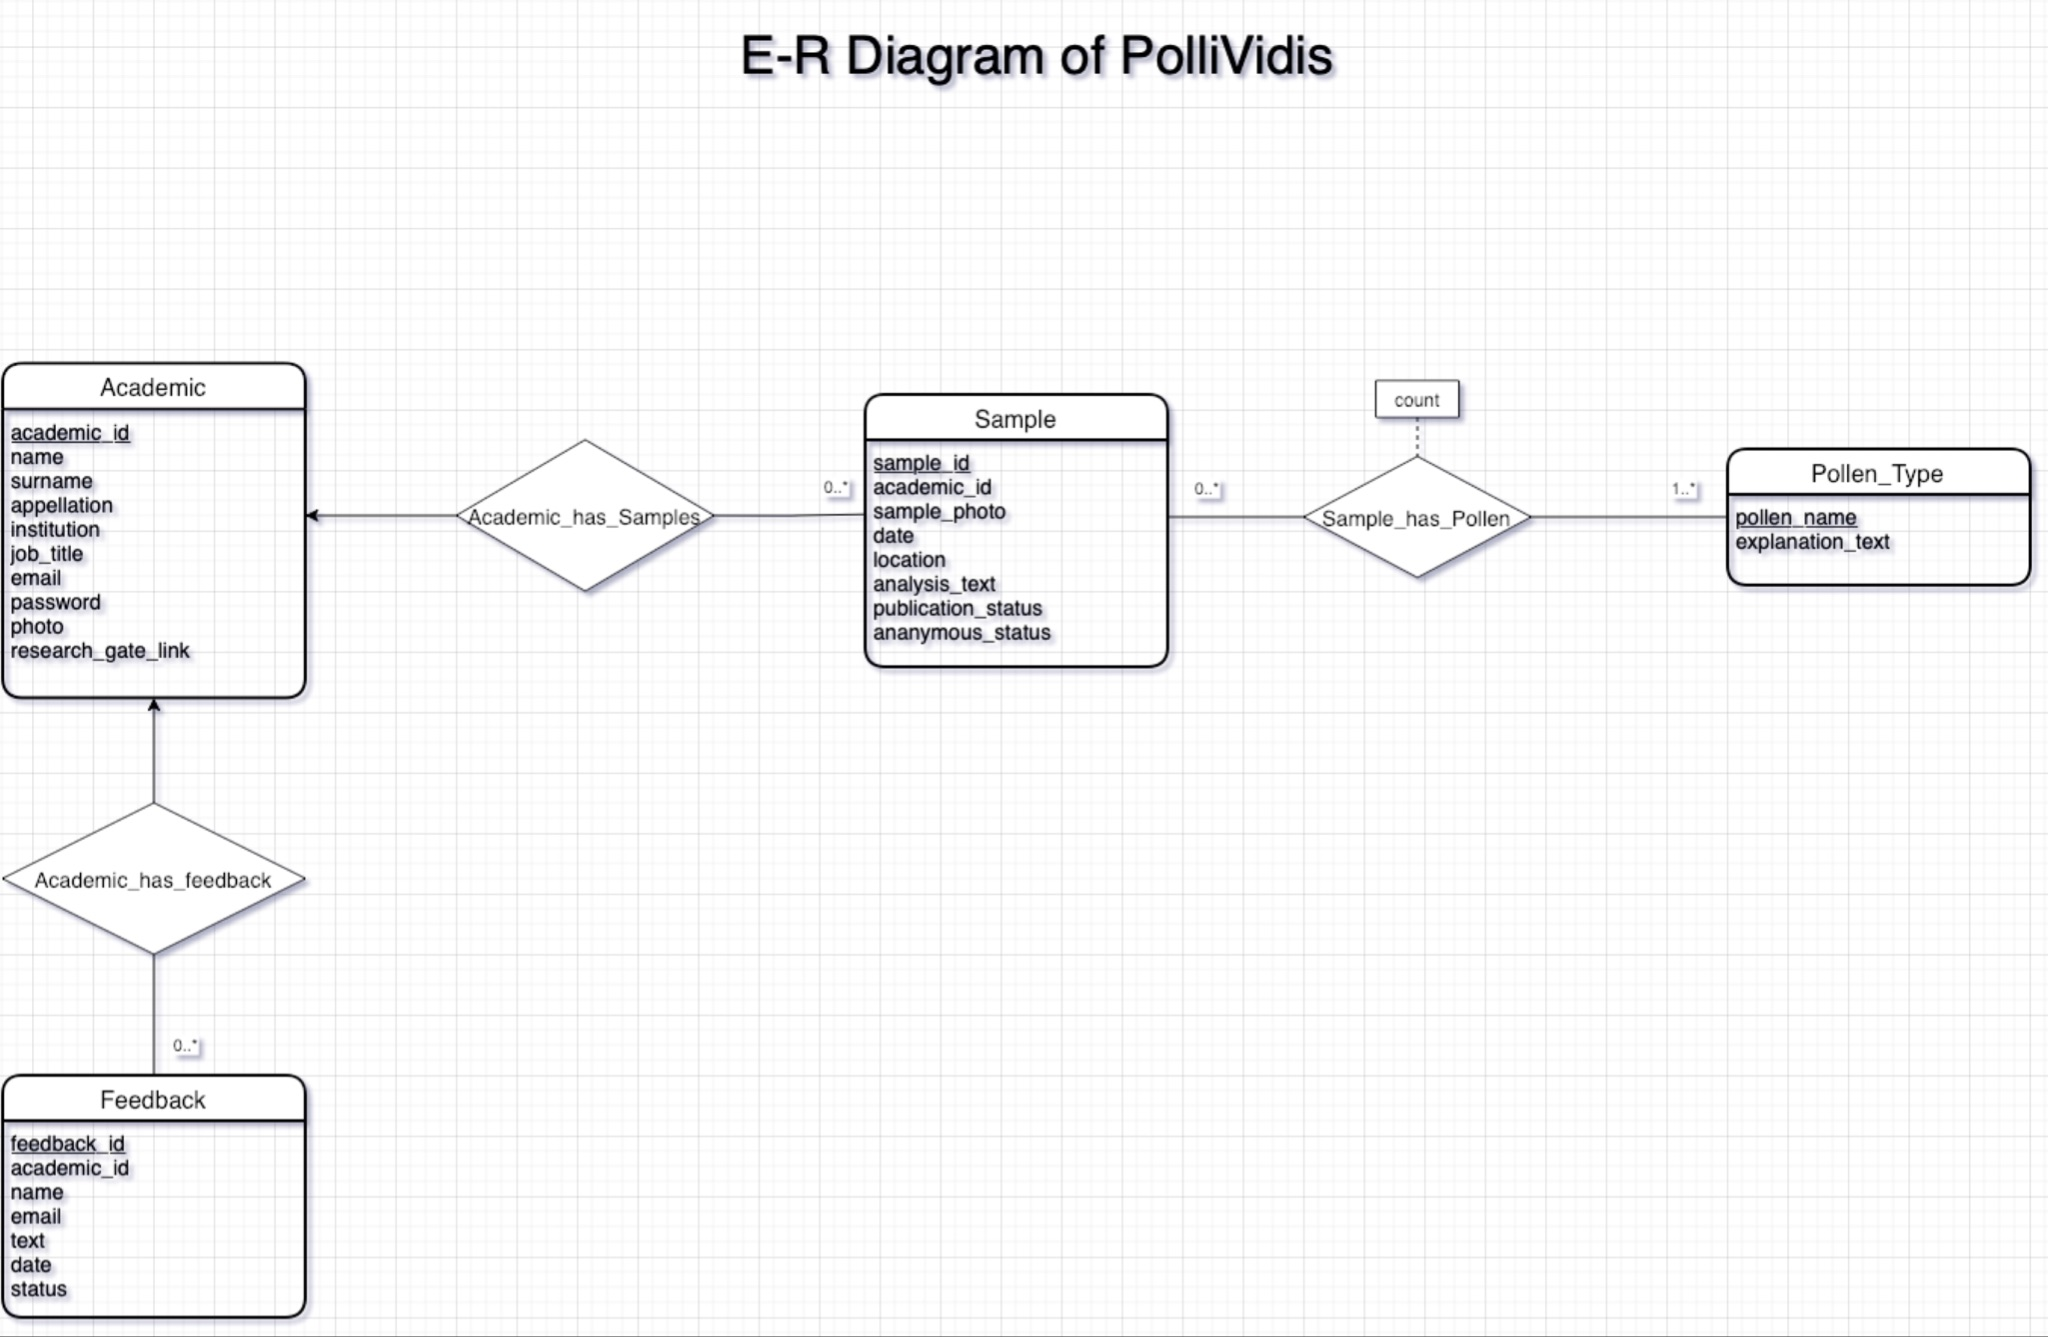 E-R Diagram of PolliVidis
Academic
academic_id
name
surname
appellation
institution
job_title
email
password
photo
research_gate_link
Academic_has_Samples
0..*
Sample
sample_id
academic_id
sample_photo
date
location
analysis_text
publication_status
ananymous_status
0..*
count
Sample_has_Pollen
1..*
Pollen_Type
pollen_name
explanation_text
Academic_has_feedback
0..*
Feedback
feedback_id
academic_id
name
email
text
date
status